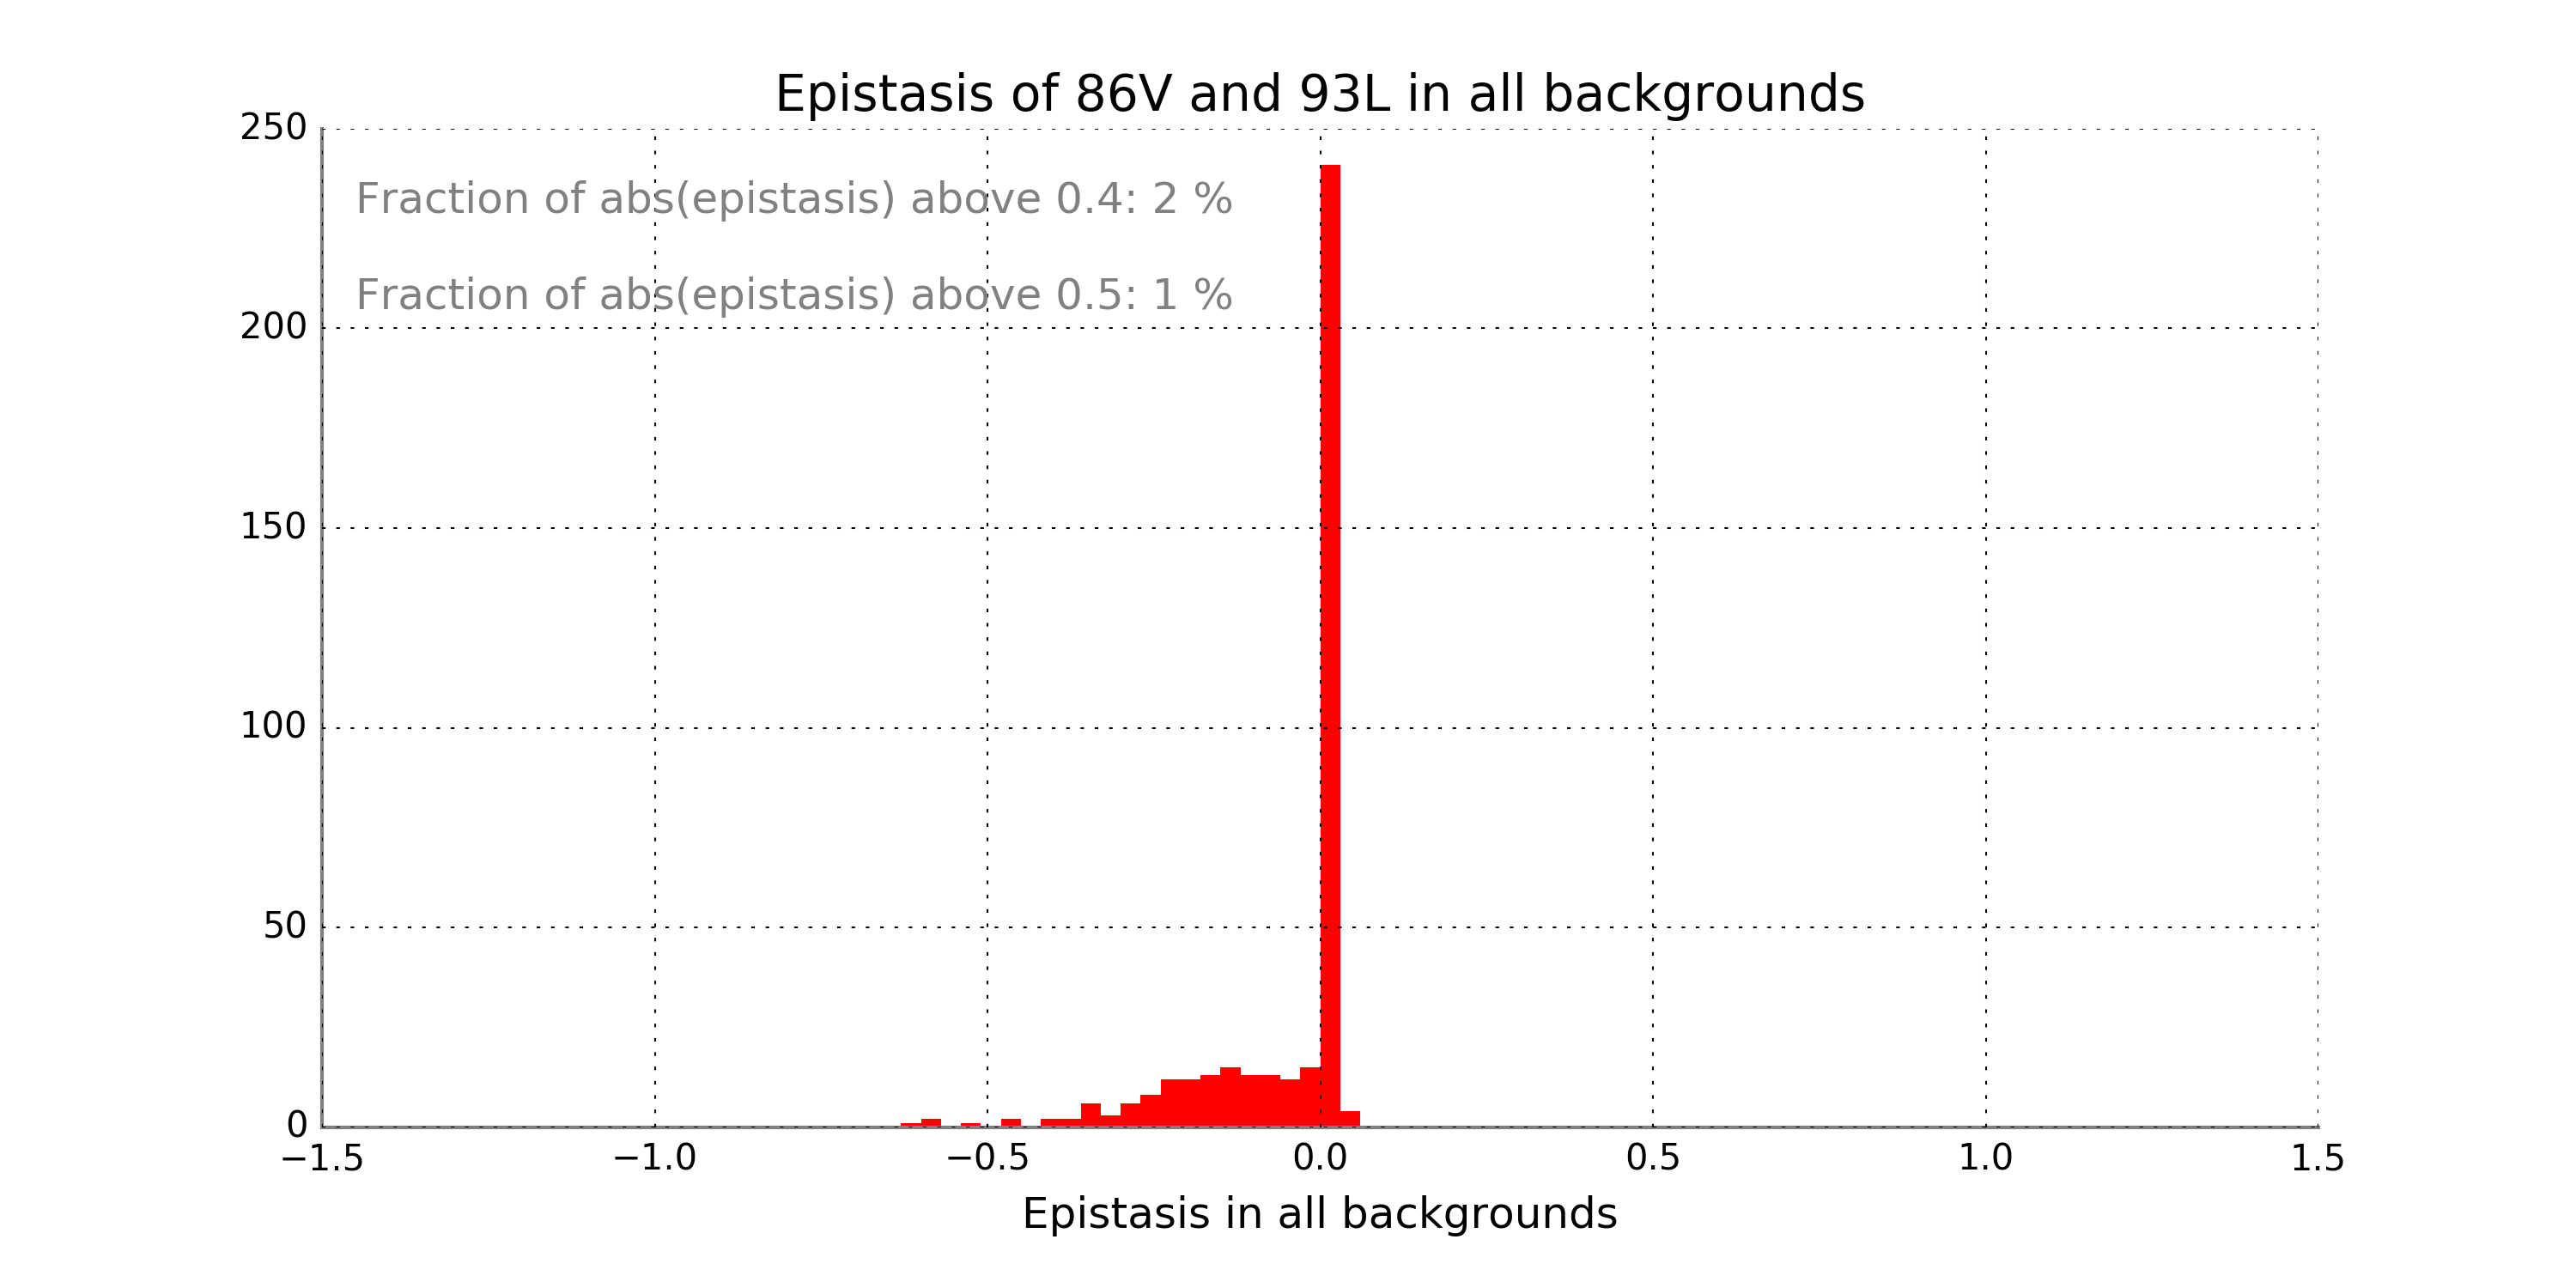 Epistasis of 86V and 93L in all backgrounds
250
Fraction of abs(epistasis) above 0.4: 2 %
Fraction of abs(epistasis) above 0.5: 1 %
200
150
100
50
0
−1.5 −1.0 −0.5 0.0 0.5 1.0 1.5
Epistasis in all backgrounds